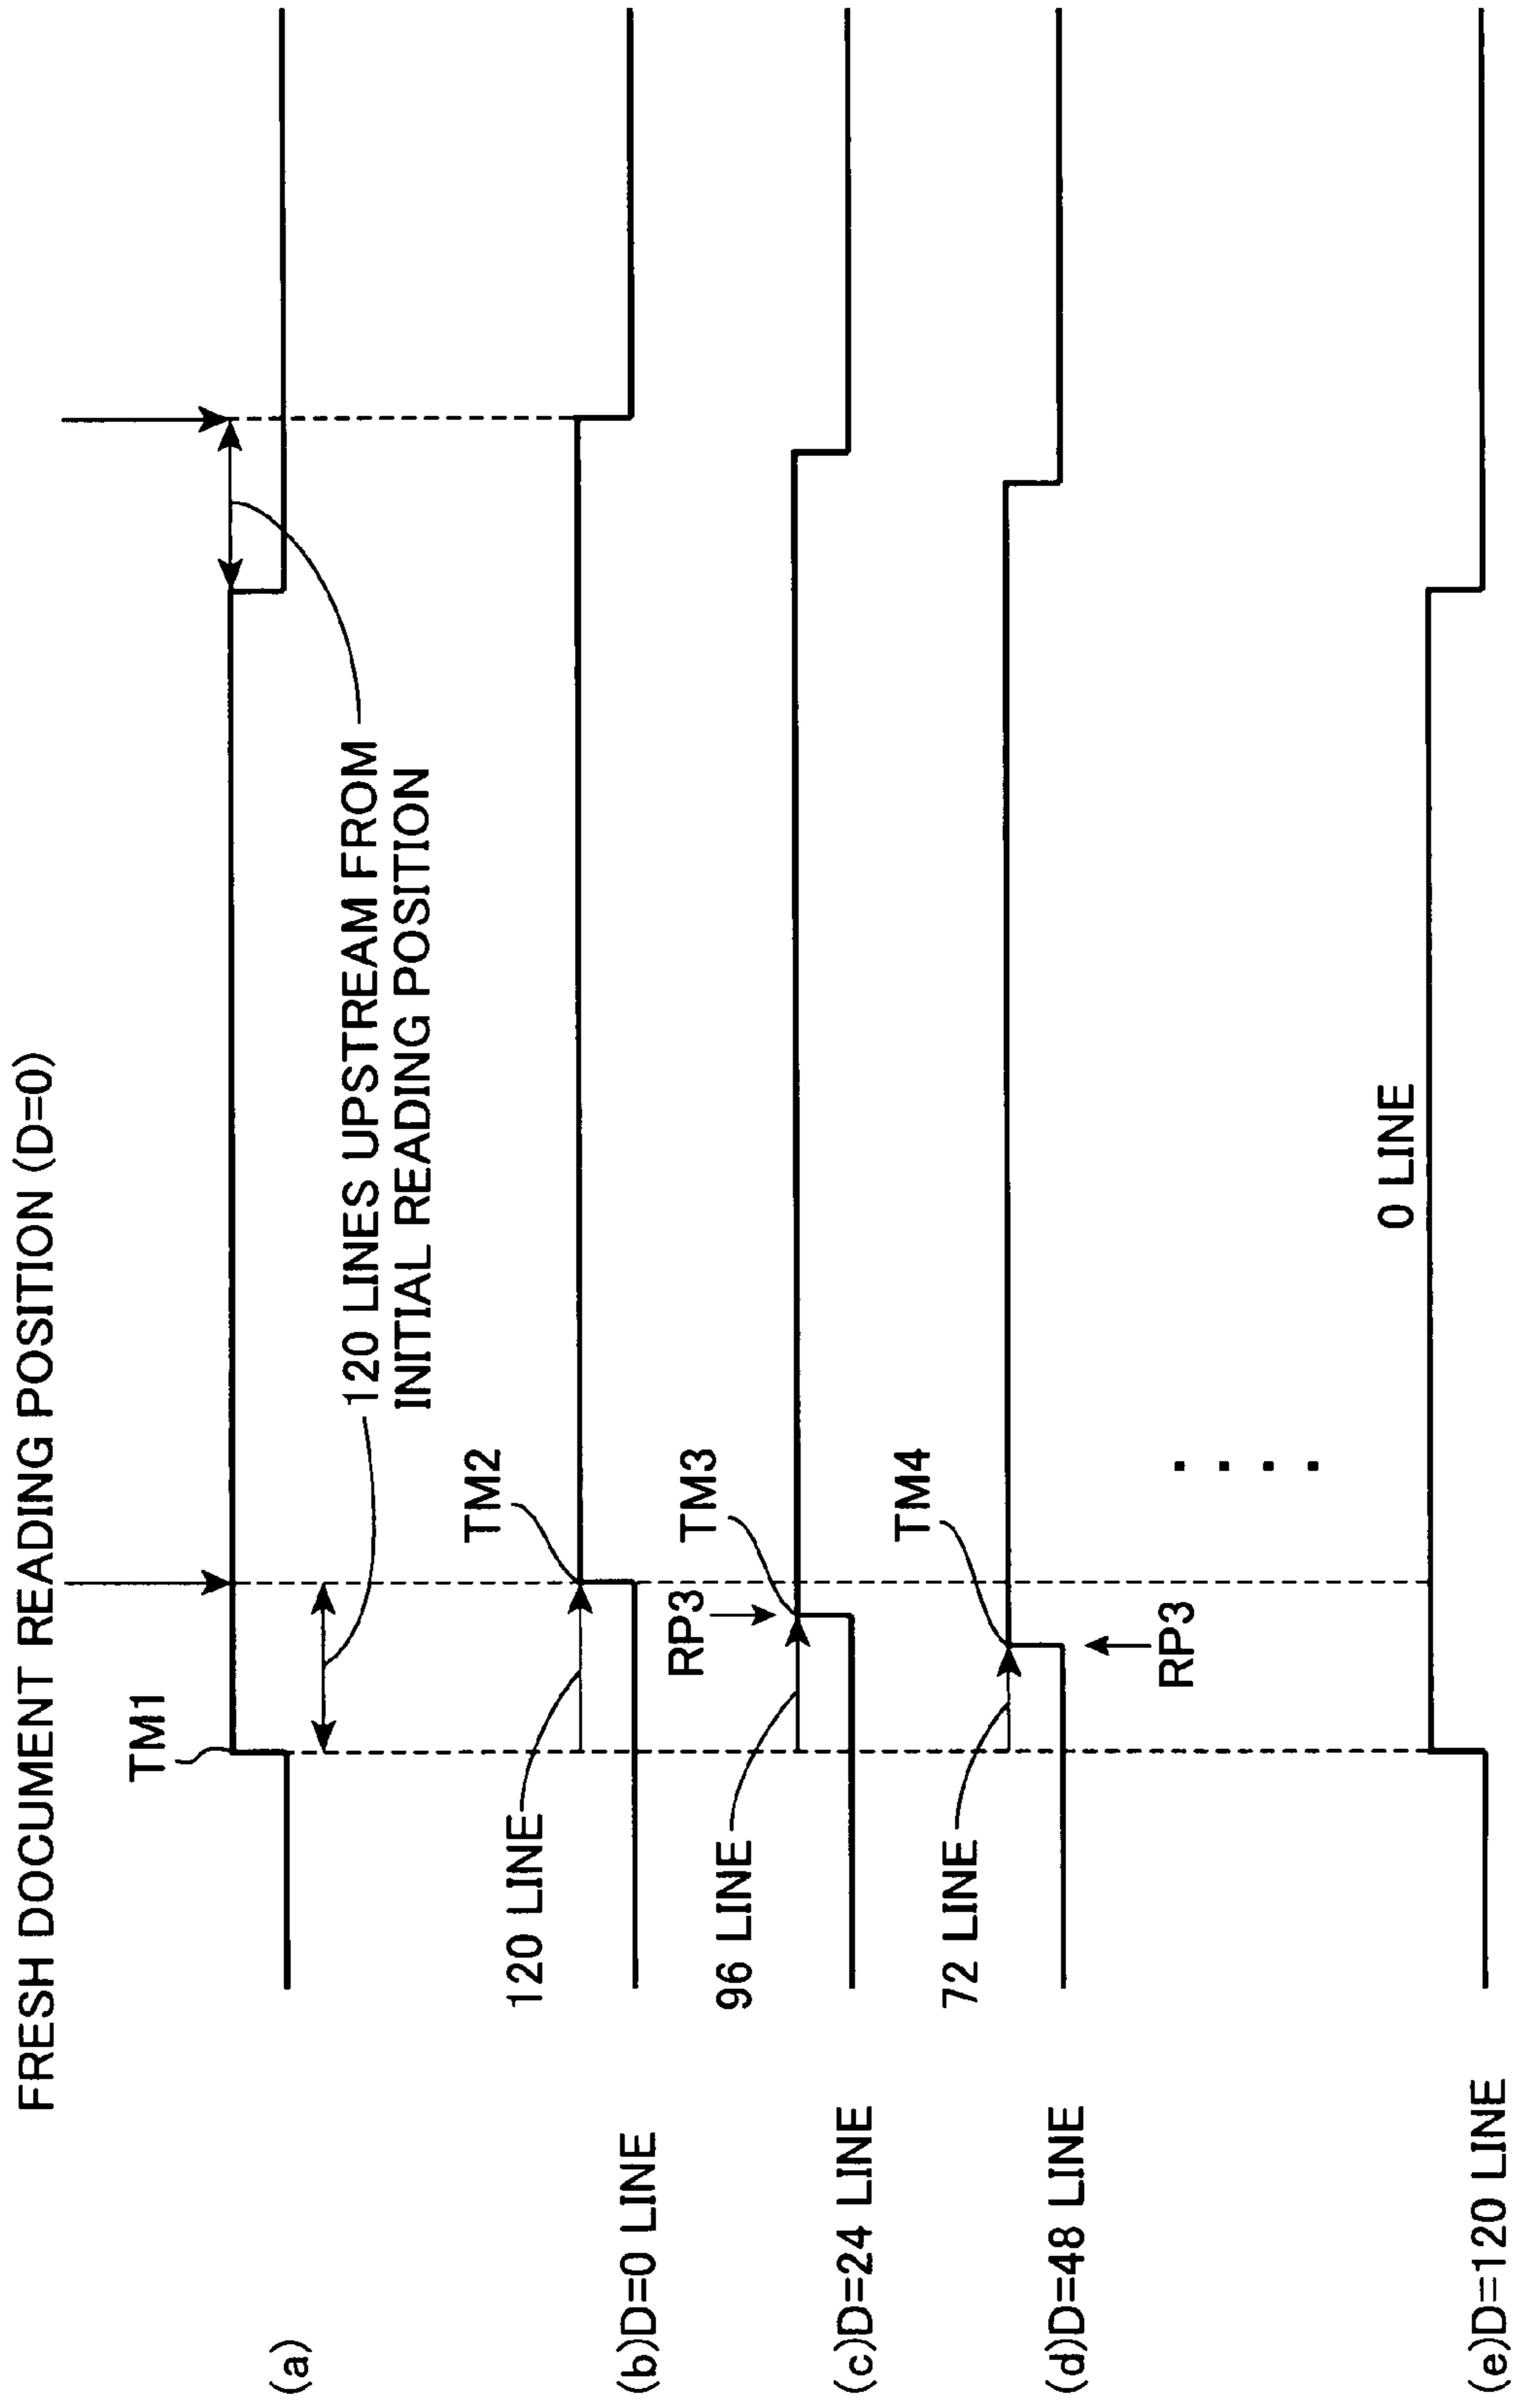 FRESH DOCUMENT READING POSITION (D=0)
TM1
(a)
120 LINES UPSTREAM FROM
INITIAL READING POSITION
TM2
120 LINE
(b)D=0 LINE
TM3
RP3
96 LINE
(c)D=24 LINE
TM4
72 LINE
(d)D=48 LINE
RP3
....
0 LINE
(e)D=120 LINE